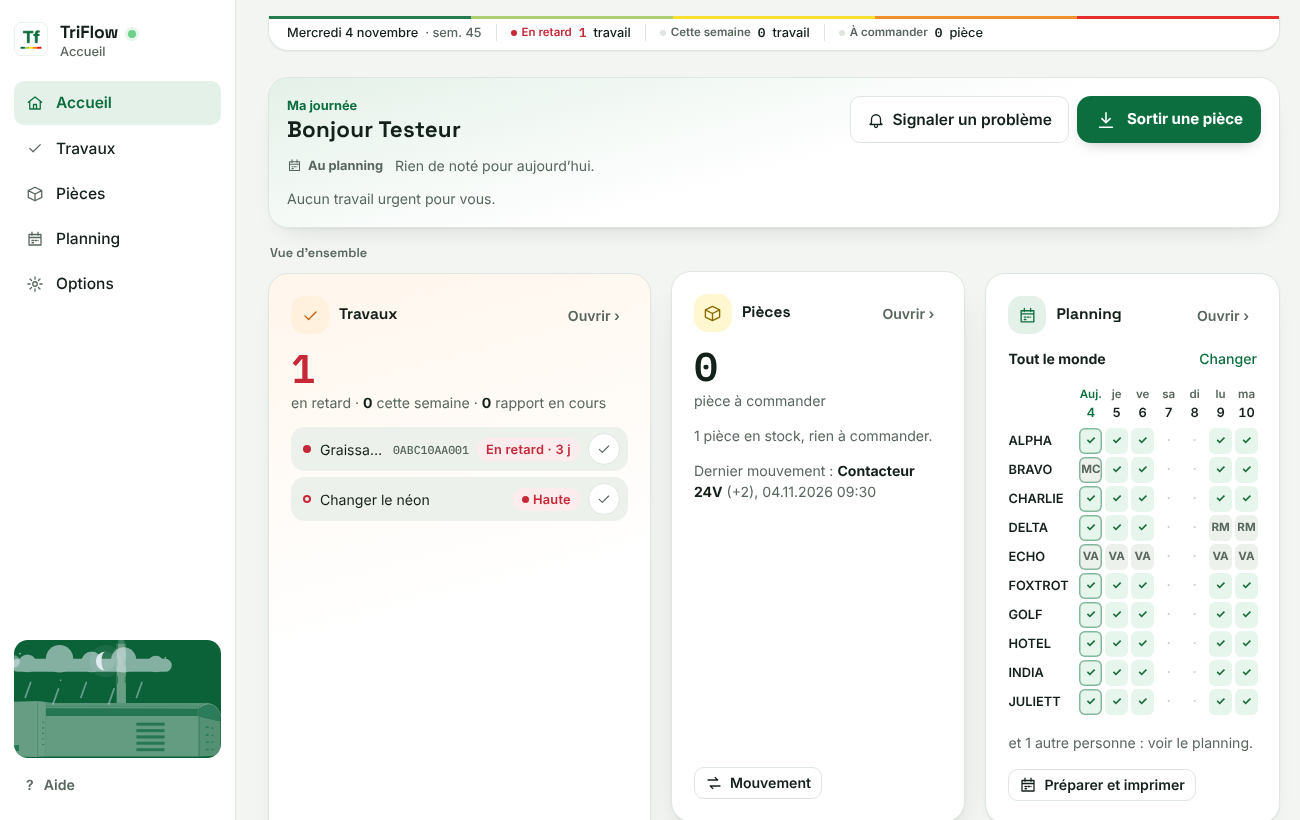 Tf
TriFlow
Accueil
Accueil
Travaux
Pièces
Planning
Options
? Aide
Mercredi 4 novembre · sem. 45 En retard 1 travail Cette semaine 0 travail À commander 0 pièce
Ma journée
Bonjour Testeur
Signaler un problème
Sortir une pièce
Au planning Rien de noté pour aujourd’hui.
Aucun travail urgent pour vous.
Vue d’ensemble
Travaux Ouvrir ›
1
en retard · 0 cette semaine · 0 rapport en cours
Graissa… 0ABC10AA001 En retard · 3 j
Changer le néon Haute
Pièces Ouvrir ›
0
pièce à commander
1 pièce en stock, rien à commander.
Dernier mouvement : Contacteur
24V (+2), 04.11.2026 09:30
Mouvement
Planning Ouvrir ›
Tout le monde Changer
Auj. je ve sa di lu ma
4 5 6 7 8 9 10
ALPHA
BRAVO MC
CHARLIE
DELTA RM RM
ECHO VA VA VA VA VA
FOXTROT
GOLF
HOTEL
INDIA
JULIETT
et 1 autre personne : voir le planning.
Préparer et imprimer